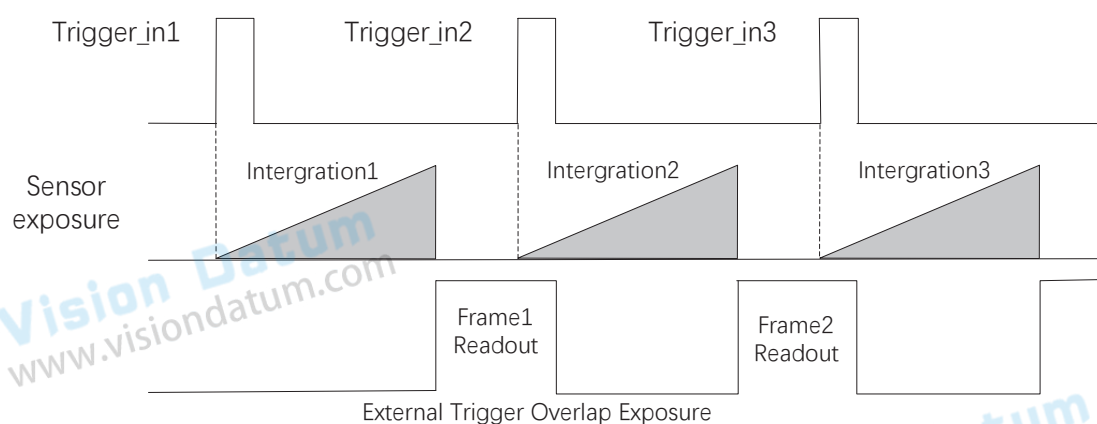 Trigger_in1
Trigger_in2
Trigger_in3
Sensor
exposure
Intergration1
Intergration2
Intergration3
Vision Datum
www.visiondatum.com
Frame1
Readout
Frame2
Readout
External Trigger Overlap Exposure